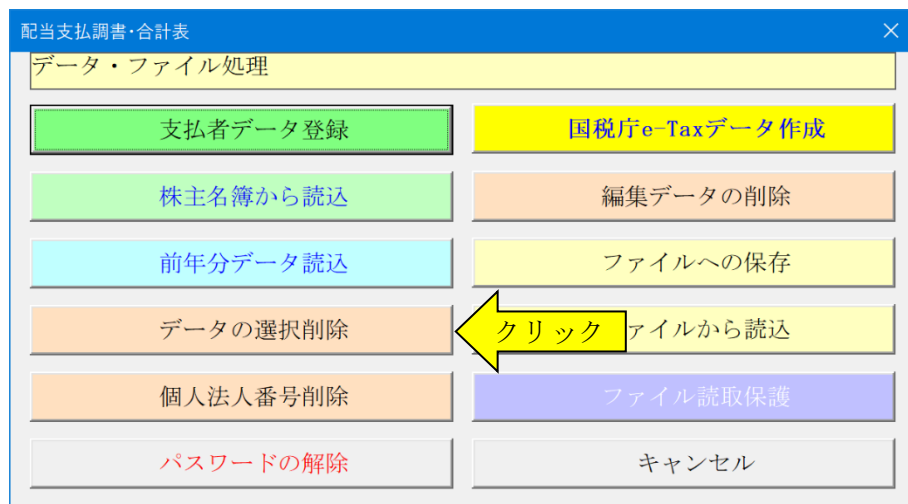 配当支払調書・合計表
データ・ファイル処理
支払者データ登録
国税庁e-Taxデータ作成
株主名簿から読込
編集データの削除
前年分データ読込
ファイルへの保存
データの選択削除
クリック
ァイルから読込
個人法人番号削除
ファイル読取保護
パスワードの解除
キャンセル